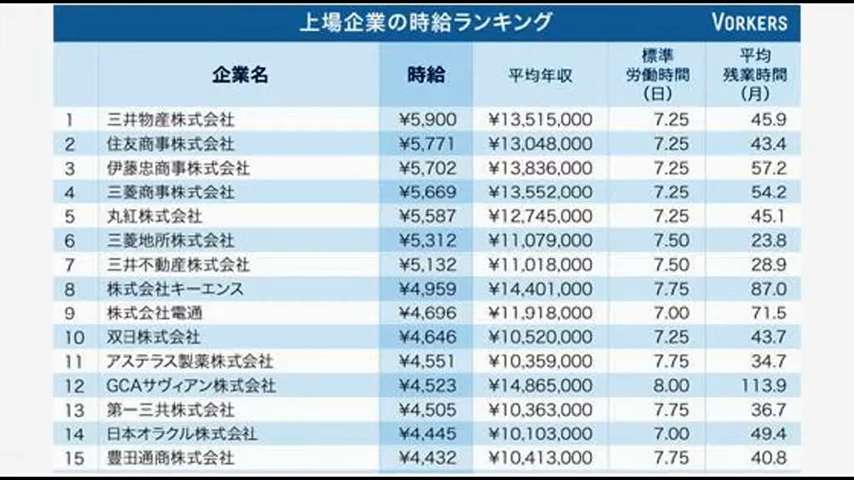 上場企業の時給ランキング VORKERS
企業名 時給 平均年収 標準労働時間(日) 平均残業時間(月)
1 三井物産株式会社 ¥5,900 ¥13,515,000 7.25 45.9
2 住友商事株式会社 ¥5,771 ¥13,048,000 7.25 43.4
3 伊藤忠商事株式会社 ¥5,702 ¥13,836,000 7.25 57.2
4 三菱商事株式会社 ¥5,669 ¥13,552,000 7.25 54.2
5 丸紅株式会社 ¥5,587 ¥12,745,000 7.25 45.1
6 三菱地所株式会社 ¥5,312 ¥11,079,000 7.50 23.8
7 三井不動産株式会社 ¥5,132 ¥11,018,000 7.50 28.9
8 株式会社キーエンス ¥4,959 ¥14,401,000 7.75 87.0
9 株式会社電通 ¥4,696 ¥11,918,000 7.00 71.5
10 双日株式会社 ¥4,646 ¥10,520,000 7.25 43.7
11 アステラス製薬株式会社 ¥4,551 ¥10,359,000 7.75 34.7
12 GCAサヴィアン株式会社 ¥4,523 ¥14,865,000 8.00 113.9
13 第一三共株式会社 ¥4,505 ¥10,363,000 7.75 36.7
14 日本オラクル株式会社 ¥4,445 ¥10,103,000 7.00 49.4
15 豊田通商株式会社 ¥4,432 ¥10,413,000 7.75 40.8